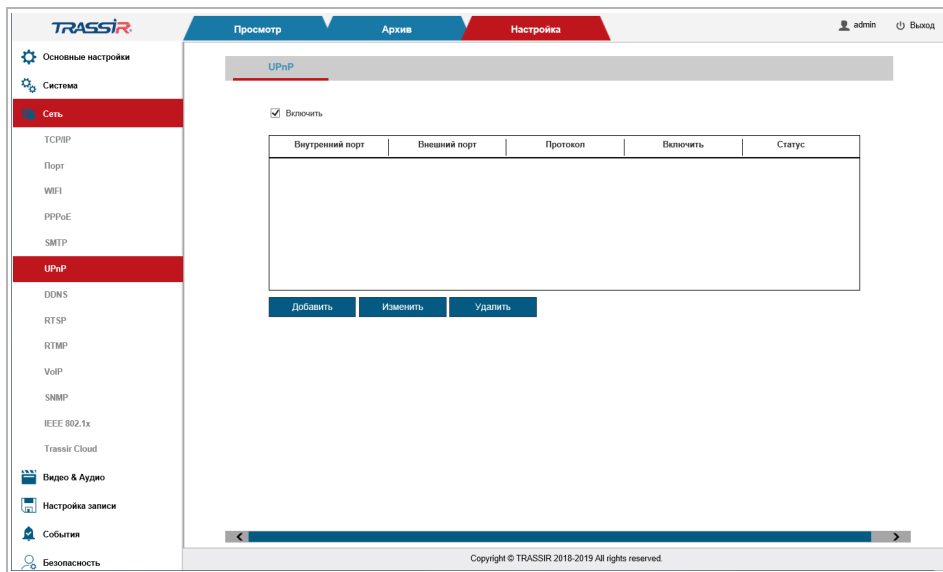 TRASSIR
Просмотр
Архив
Настройка
admin
Выход
Основные настройки
Система
Сеть
TCP/IP
Порт
WIFI
PPPoE
SMTP
UPnP
DDNS
RTSP
RTMP
VoIP
SNMP
IEEE 802.1x
Trassir Cloud
Видео & Аудио
Настройка записи
События
Безопасность
UPnP
Включить
Внутренний порт Внешний порт Протокол Включить Статус
Добавить Изменить Удалить
Copyright © TRASSIR 2018-2019 All rights reserved.